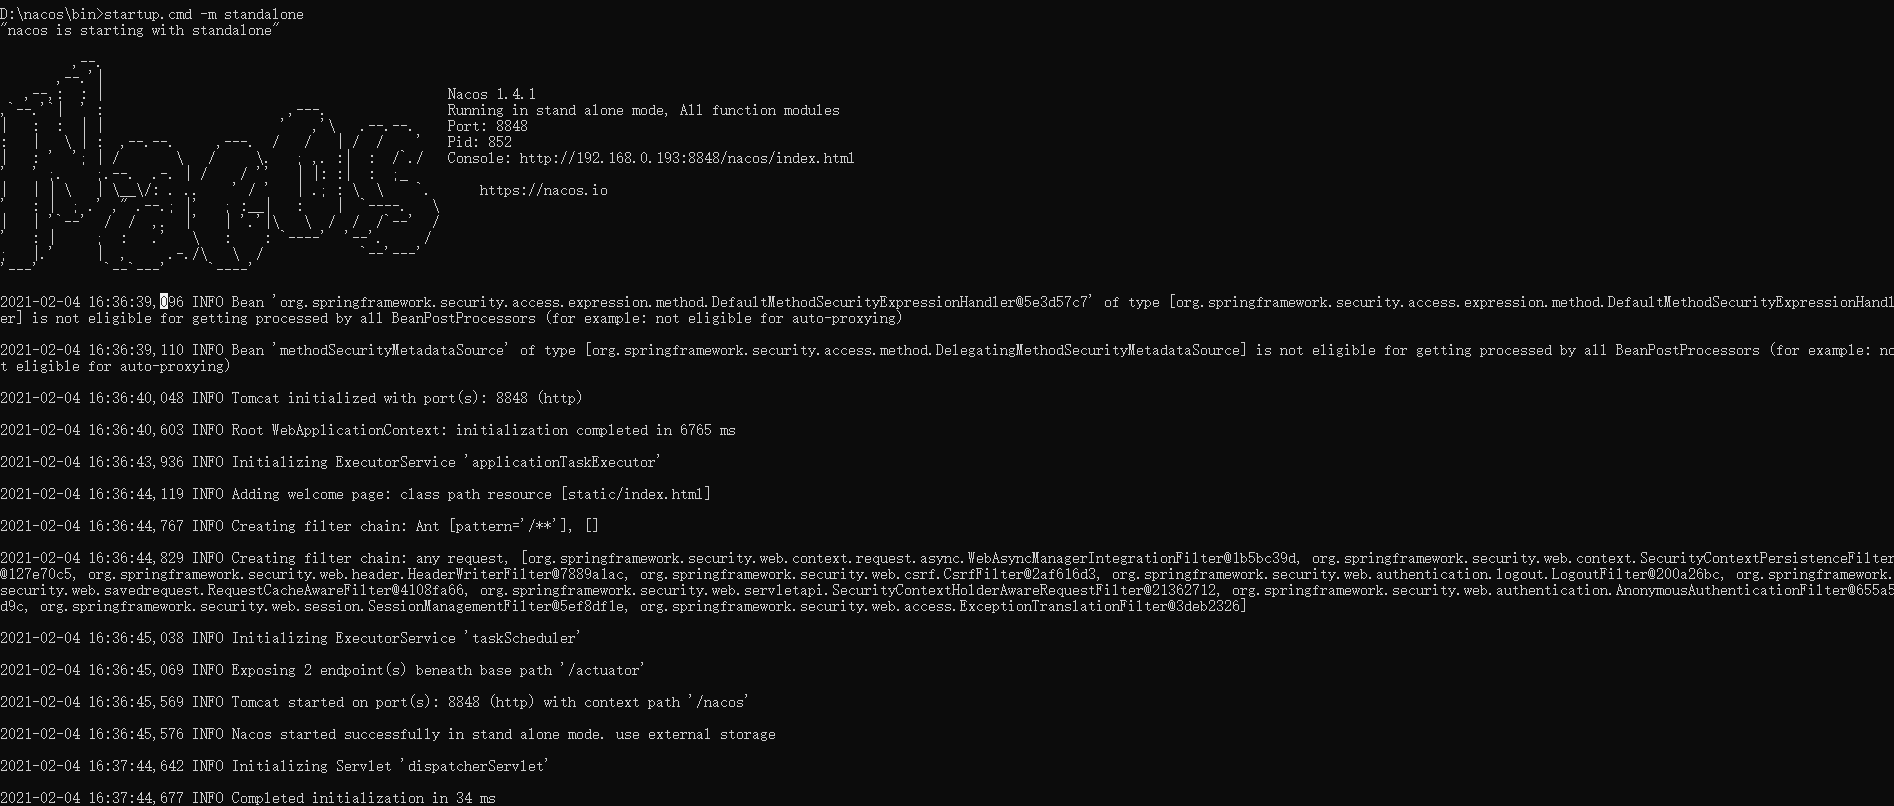 D:\nacos\bin>startup.cmd -m standalone
"nacos is starting with standalone"
Nacos 1.4.1
Running in stand alone mode, All function modules
Port: 8848
Pid: 852
Console: http://192.168.0.193:8848/nacos/index.html
https://nacos.io
2021-02-04 16:36:39,096 INFO Bean 'org.springframework.security.access.expression.method.DefaultMethodSecurityExpressionHandler@5e3d57c7' of type [org.springframework.security.access.expression.method.DefaultMethodSecurityExpressionHandl
er] is not eligible for getting processed by all BeanPostProcessors (for example: not eligible for auto-proxying)
2021-02-04 16:36:39,110 INFO Bean 'methodSecurityMetadataSource' of type [org.springframework.security.access.method.DelegatingMethodSecurityMetadataSource] is not eligible for getting processed by all BeanPostProcessors (for example: no
t eligible for auto-proxying)
2021-02-04 16:36:40,048 INFO Tomcat initialized with port(s): 8848 (http)
2021-02-04 16:36:40,603 INFO Root WebApplicationContext: initialization completed in 6765 ms
2021-02-04 16:36:43,936 INFO Initializing ExecutorService 'applicationTaskExecutor'
2021-02-04 16:36:44,119 INFO Adding welcome page: class path resource [static/index.html]
2021-02-04 16:36:44,767 INFO Creating filter chain: Ant [pattern='/**'], []
2021-02-04 16:36:44,829 INFO Creating filter chain: any request, [org.springframework.security.web.context.request.async.WebAsyncManagerIntegrationFilter@1b5bc39d, org.springframework.security.web.context.SecurityContextPersistenceFilter
@127e70c5, org.springframework.security.web.header.HeaderWriterFilter@7889a1ac, org.springframework.security.web.csrf.CsrfFilter@2af616d3, org.springframework.security.web.authentication.logout.LogoutFilter@200a26bc, org.springframework.
security.web.savedrequest.RequestCacheAwareFilter@4108fa66, org.springframework.security.web.servletapi.SecurityContextHolderAwareRequestFilter@21362712, org.springframework.security.web.authentication.AnonymousAuthenticationFilter@655a5
d9c, org.springframework.security.web.session.SessionManagementFilter@5ef8df1e, org.springframework.security.web.access.ExceptionTranslationFilter@3deb2326]
2021-02-04 16:36:45,038 INFO Initializing ExecutorService 'taskScheduler'
2021-02-04 16:36:45,069 INFO Exposing 2 endpoint(s) beneath base path '/actuator'
2021-02-04 16:36:45,569 INFO Tomcat started on port(s): 8848 (http) with context path '/nacos'
2021-02-04 16:36:45,576 INFO Nacos started successfully in stand alone mode. use external storage
2021-02-04 16:37:44,642 INFO Initializing Servlet 'dispatcherServlet'
2021-02-04 16:37:44,677 INFO Completed initialization in 34 ms